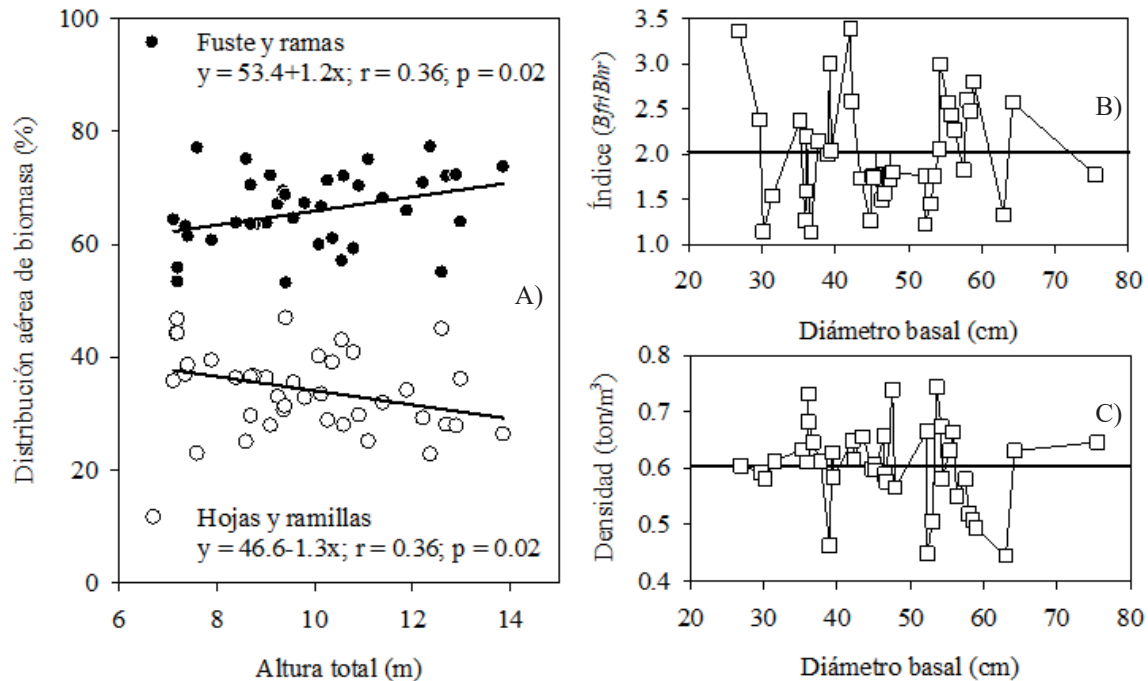 Distribución aérea de biomasa (%)
100
80
60
40
20
0
Fuste y ramas
y = 53.4+1.2x; r = 0.36; p = 0.02
A)
Hojas y ramillas
y = 46.6-1.3x; r = 0.36; p = 0.02
6 8 10 12 14
Altura total (m)
Índice (Bfr/Bhr)
3.5
3.0
2.5
2.0
1.5
1.0
B)
20 30 40 50 60 70 80
Diámetro basal (cm)
Densidad (ton/m³)
0.8
0.7
0.6
0.5
0.4
C)
20 30 40 50 60 70 80
Diámetro basal (cm)